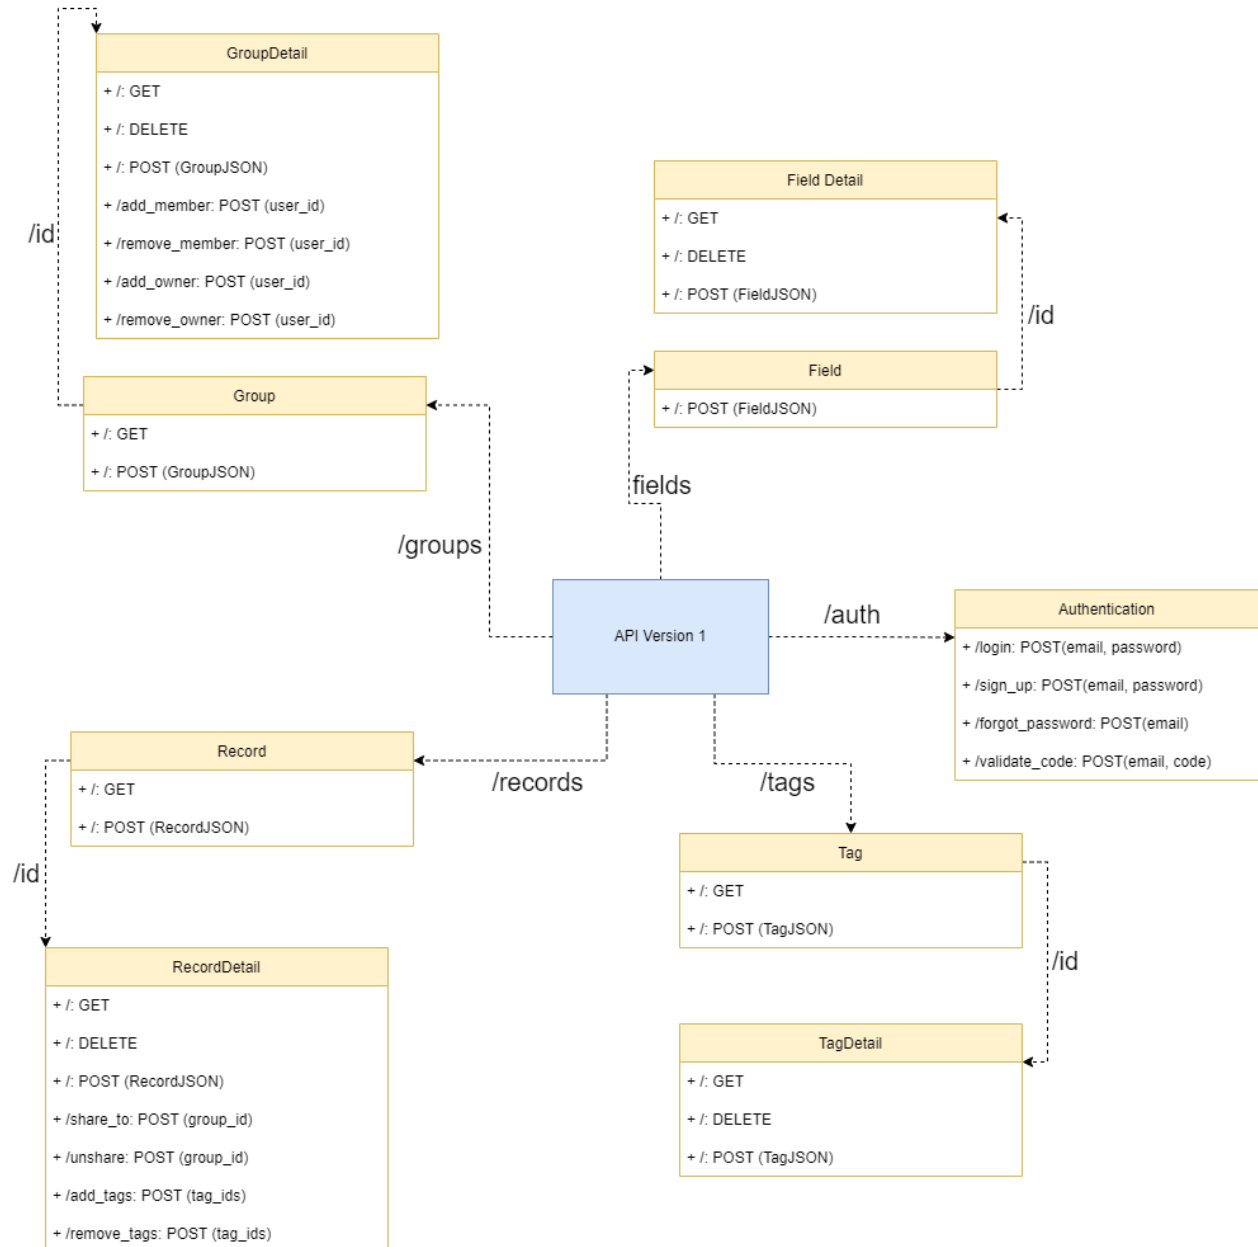 GroupDetail
+ /: GET
+ /: DELETE
+ /: POST (GroupJSON)
+ /add_member: POST (user_id)
+ /remove_member: POST (user_id)
+ /add_owner: POST (user_id)
+ /remove_owner: POST (user_id)
/id
Group
+ /: GET
+ /: POST (GroupJSON)
/groups
Field Detail
+ /: GET
+ /: DELETE
+ /: POST (FieldJSON)
/id
Field
+ /: POST (FieldJSON)
fields
API Version 1
/auth
Authentication
+ /login: POST(email, password)
+ /sign_up: POST(email, password)
+ /forgot_password: POST(email)
+ /validate_code: POST(email, code)
/records
Record
+ /: GET
+ /: POST (RecordJSON)
/id
RecordDetail
+ /: GET
+ /: DELETE
+ /: POST (RecordJSON)
+ /share_to: POST (group_id)
+ /unshare: POST (group_id)
+ /add_tags: POST (tag_ids)
+ /remove_tags: POST (tag_ids)
/tags
Tag
+ /: GET
+ /: POST (TagJSON)
/id
TagDetail
+ /: GET
+ /: DELETE
+ /: POST (TagJSON)